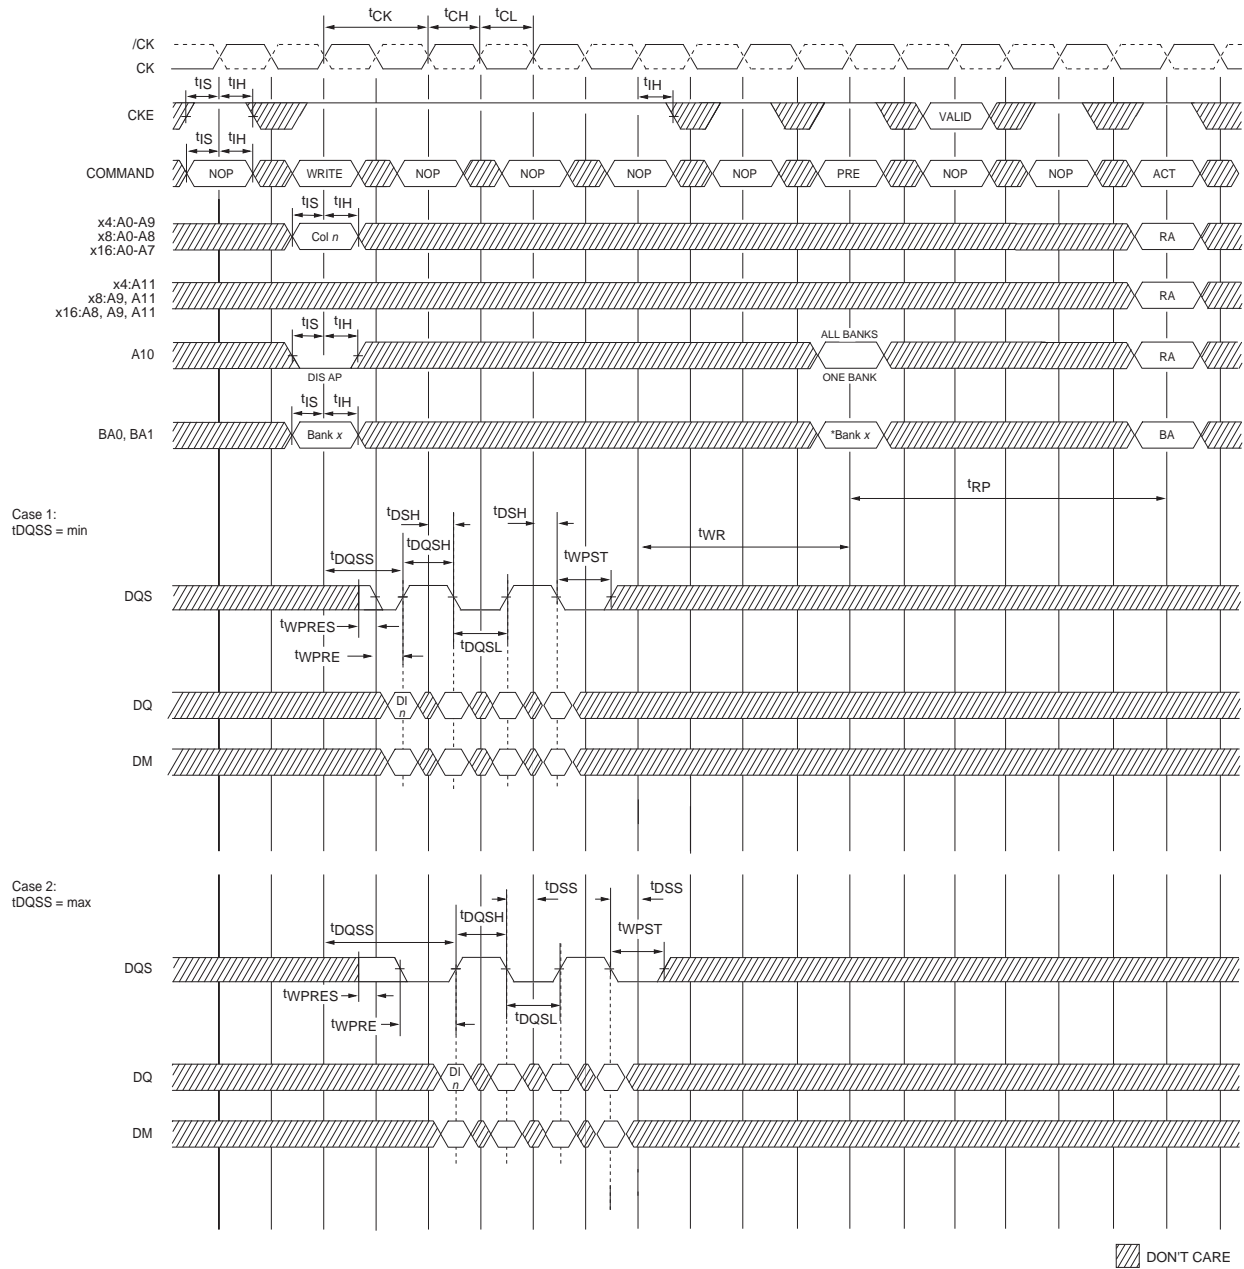 tCK tCH tCL
/CK
CK
tIS tIH tIH
CKE VALID
tIS tIH
COMMAND NOP WRITE NOP NOP NOP NOP PRE NOP NOP ACT
tIS tIH
x4:A0-A9
x8:A0-A8
x16:A0-A7
Col n RA
x4:A11
x8:A9, A11
x16:A8, A9, A11
RA
tIS tIH ALL BANKS
A10 RA
DIS AP ONE BANK
tIS tIH
BA0, BA1 Bank x *Bank x BA
tRP
Case 1:
tDQSS = min
tDSH tDSH
tDQSH tWR
tDQSS tWPST
DQS
tWPRES
tDQSL
tWPRE
DQ DI
n
DM
Case 2:
tDQSS = max
tDSS tDSS
tDQSH
tDQSS tWPST
DQS
tWPRES
tWPRE tDQSL
DQ DI
n
DM
DON'T CARE